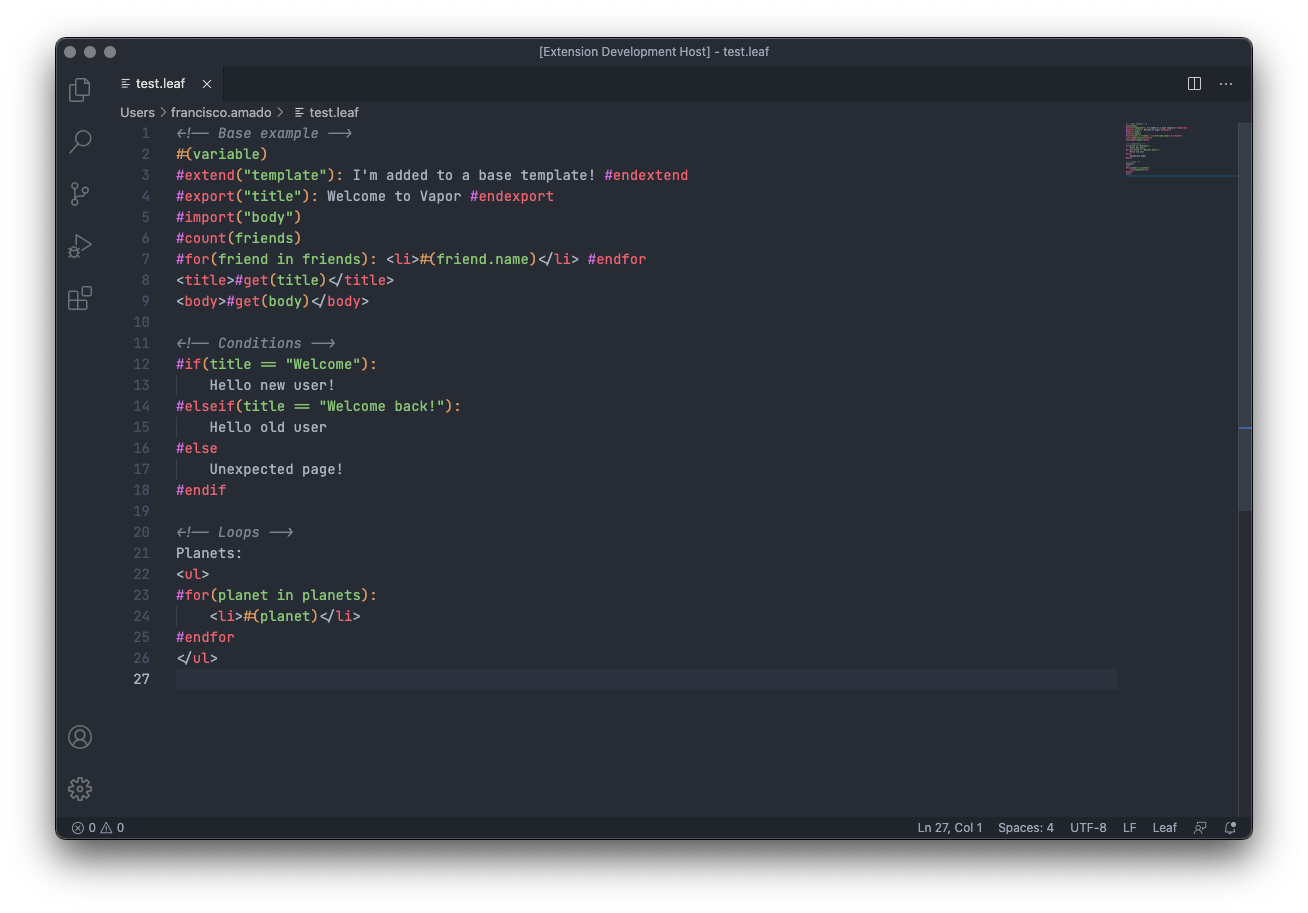 [Extension Development Host] - test.leaf
test.leaf
Users > francisco.amado > test.leaf
1 <!-- Base example -->
2 #(variable)
3 #extend("template"): I'm added to a base template! #endextend
4 #export("title"): Welcome to Vapor #endexport
5 #import("body")
6 #count(friends)
7 #for(friend in friends): <li>#(friend.name)</li> #endfor
8 <title>#get(title)</title>
9 <body>#get(body)</body>
10
11 <!-- Conditions -->
12 #if(title == "Welcome"):
13     Hello new user!
14 #elseif(title == "Welcome back!"):
15     Hello old user
16 #else
17     Unexpected page!
18 #endif
19
20 <!-- Loops -->
21 Planets:
22 <ul>
23 #for(planet in planets):
24     <li>#(planet)</li>
25 #endfor
26 </ul>
27
0 0 Ln 27, Col 1 Spaces: 4 UTF-8 LF Leaf